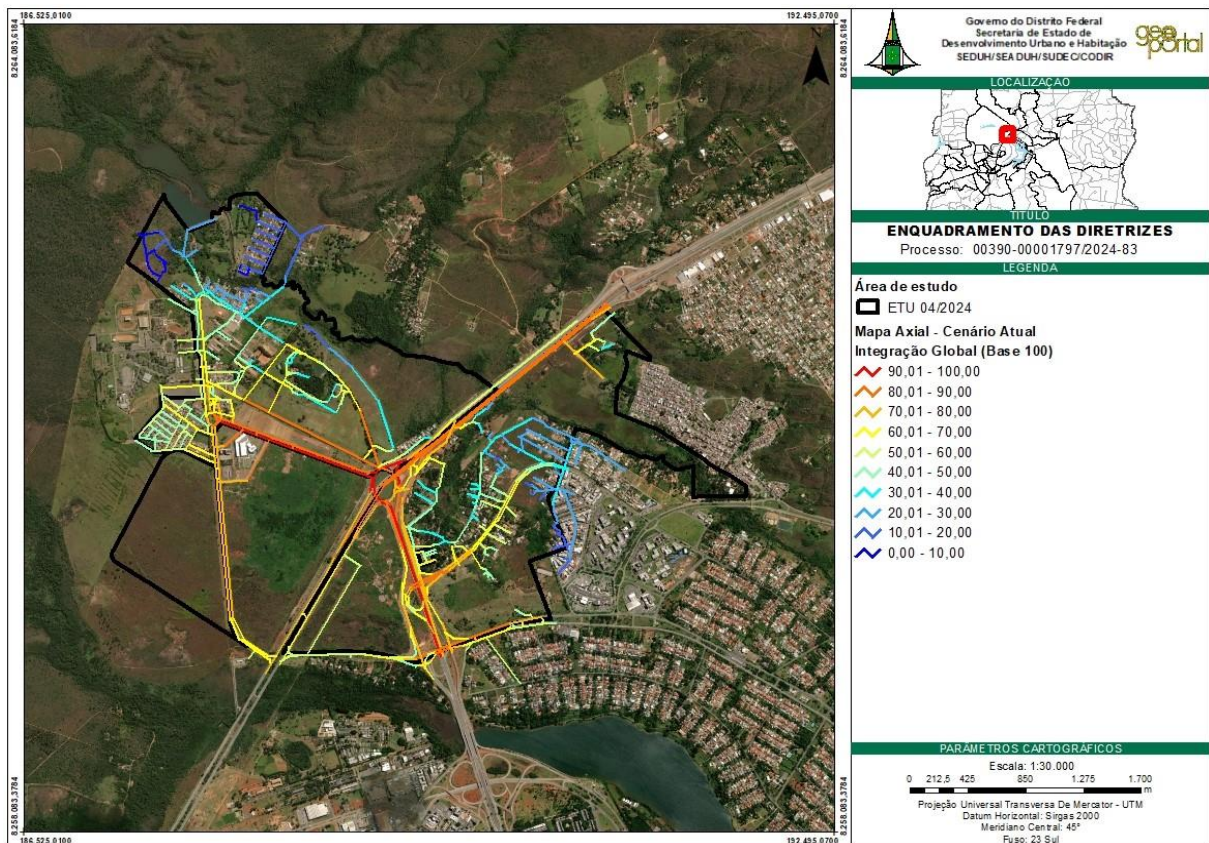 186.525,0100
192.495,0700
8.264.083,6184
8.264.083,6184
N
8.258.083,3784
8.258.083,3784
186.525,0100
192.495,0700
Governo do Distrito Federal
Secretaria de Estado de
Desenvolvimento Urbano e Habitação
SEDUH/SEADUH/SUDEC/CODIR
geo
portal
LOCALIZAÇÃO
TÍTULO
ENQUADRAMENTO DAS DIRETRIZES
Processo: 00390-00001797/2024-83
LEGENDA
Área de estudo
ETU 04/2024
Mapa Axial - Cenário Atual
Integração Global (Base 100)
90,01 - 100,00
80,01 - 90,00
70,01 - 80,00
60,01 - 70,00
50,01 - 60,00
40,01 - 50,00
30,01 - 40,00
20,01 - 30,00
10,01 - 20,00
0,00 - 10,00
PARÂMETROS CARTOGRÁFICOS
Escala: 1:30.000
0 212,5 425 850 1.275 1.700
m
Projeção Universal Transversa De Mercator - UTM
Datum Horizontal: Sirgas 2000
Meridiano Central: 45º
Fuso: 23 Sul